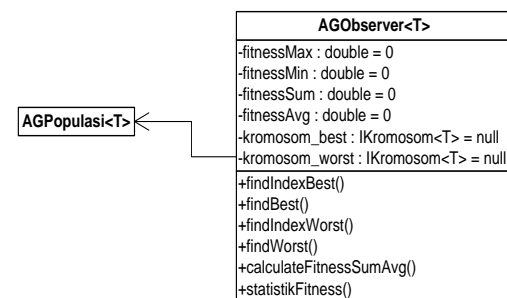 AGObserver<T>
-fitnessMax : double = 0
-fitnessMin : double = 0
-fitnessSum : double = 0
-fitnessAvg : double = 0
-kromosom_best : IKromosom<T> = null
-kromosom_worst : IKromosom<T> = null
AGPopulasi<T>
+findIndexBest()
+findBest()
+findIndexWorst()
+findWorst()
+calculateFitnessSumAvg()
+statistikFitness()